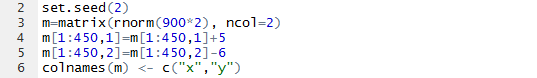 2 set.seed(2)
3 m=matrix(rnorm(900*2), ncol=2)
4 m[1:450,1]=m[1:450,1]+5
5 m[1:450,2]=m[1:450,2]-6
6 colnames(m) <- c("x","y")